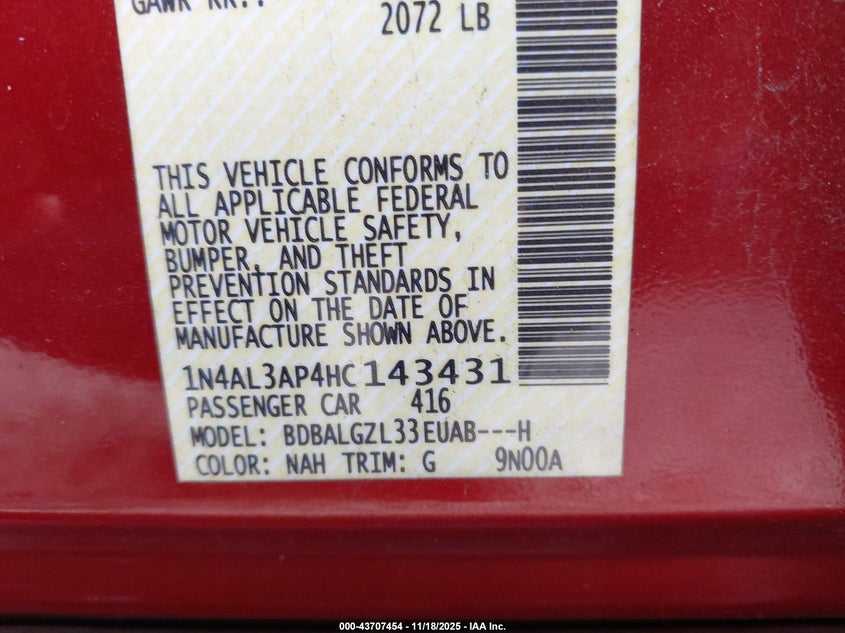 GAWR RR.:
2072 LB
THIS VEHICLE CONFORMS TO
ALL APPLICABLE FEDERAL
MOTOR VEHICLE SAFETY,
BUMPER, AND THEFT
PREVENTION STANDARDS IN
EFFECT ON THE DATE OF
MANUFACTURE SHOWN ABOVE.
1N4AL3AP4HC143431
PASSENGER CAR 416
MODEL: BDBALGZL33EUAB---H
COLOR: NAH TRIM: G 9N00A
000-43707454 - 11/18/2025 - IAA Inc.